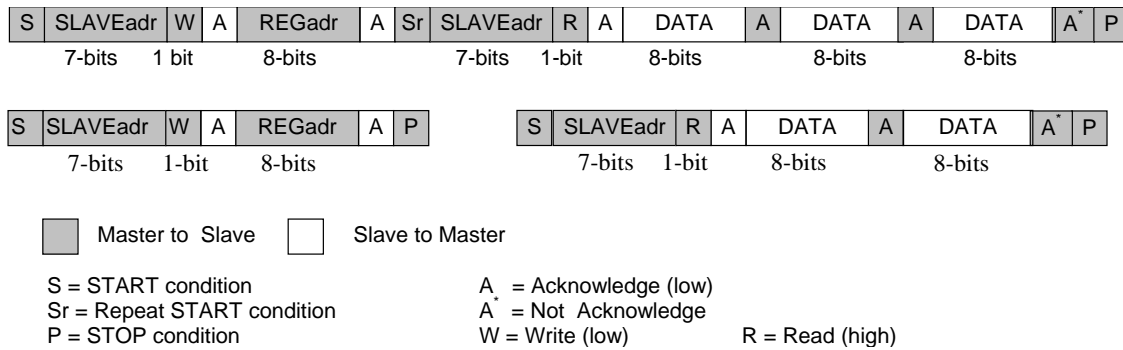 S SLAVEadr W A REGadr A Sr SLAVEadr R A DATA A DATA A DATA A* P
7-bits 1 bit 8-bits 7-bits 1-bit 8-bits 8-bits 8-bits
S SLAVEadr W A REGadr A P S SLAVEadr R A DATA A DATA A* P
7-bits 1-bit 8-bits 7-bits 1-bit 8-bits 8-bits
Master to Slave Slave to Master
S = START condition A = Acknowledge (low)
Sr = Repeat START condition A* = Not Acknowledge
P = STOP condition W = Write (low) R = Read (high)